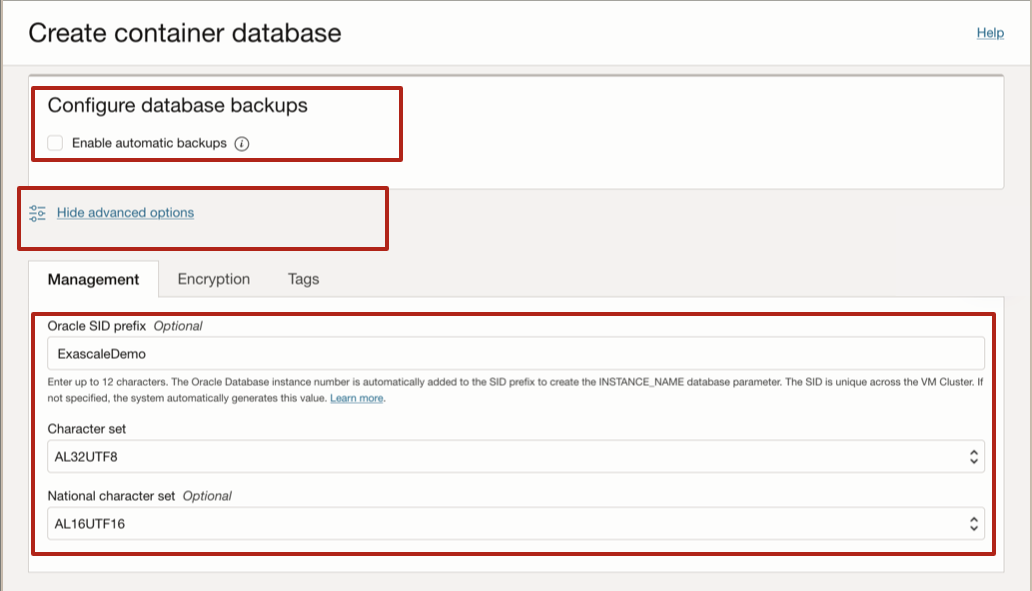 Create container database
Help
Configure database backups
Enable automatic backups
Hide advanced options
Management Encryption Tags
Oracle SID prefix Optional
ExascaleDemo
Enter up to 12 characters. The Oracle Database instance number is automatically added to the SID prefix to create the INSTANCE_NAME database parameter. The SID is unique across the VM Cluster. If
not specified, the system automatically generates this value. Learn more.
Character set
AL32UTF8
National character set Optional
AL16UTF16